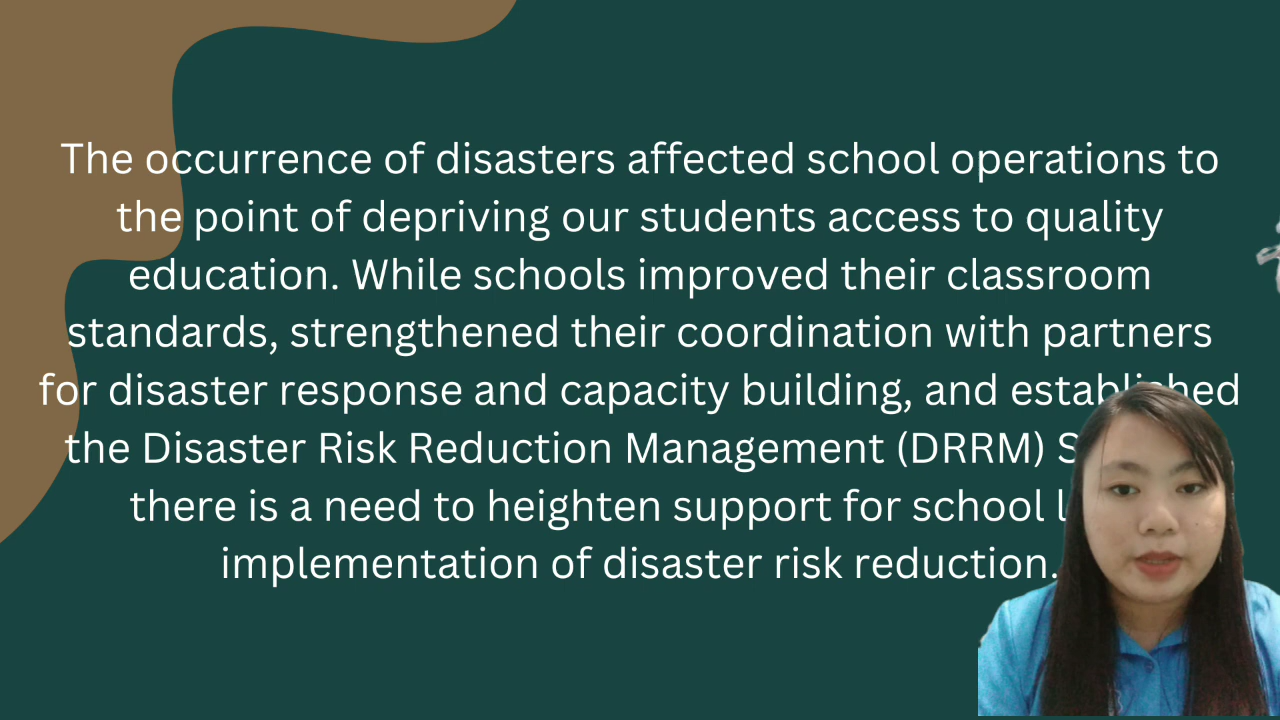 The occurrence of disasters affected school operations to
the point of depriving our students access to quality
education. While schools improved their classroom
standards, strengthened their coordination with partners
for disaster response and capacity building, and established
the Disaster Risk Reduction Management (DRRM)
there is a need to heighten support for school
implementation of disaster risk reduction.